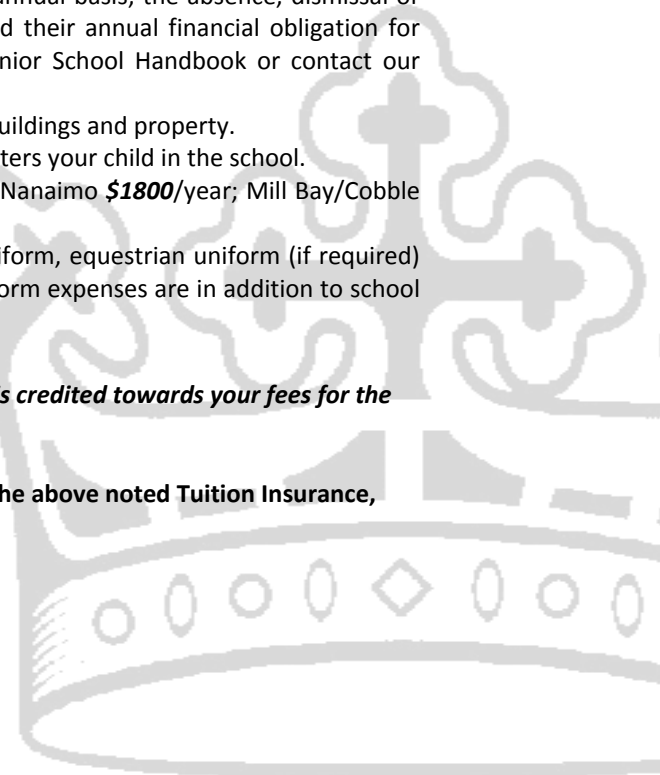 annual basis, the absence, dismissal or
d their annual financial obligation for
nior School Handbook or contact our
uildings and property.
ters your child in the school.
Nanaimo $1800/year; Mill Bay/Cobble
iform, equestrian uniform (if required)
orm expenses are in addition to school
s credited towards your fees for the
he above noted Tuition Insurance,